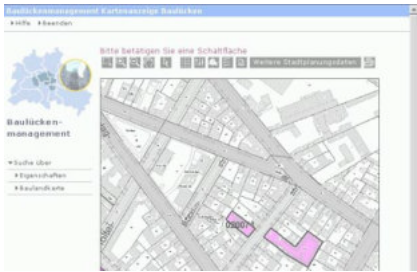 Baulückenmanagement Kartenanzeige Baulücken
Hilfe beenden
Bitte betätigen Sie eine Schaltfläche
Weitere Stadtplanungsdaten
Baulücken-
management
Suche über
Eigenschaften
Baulandkarte